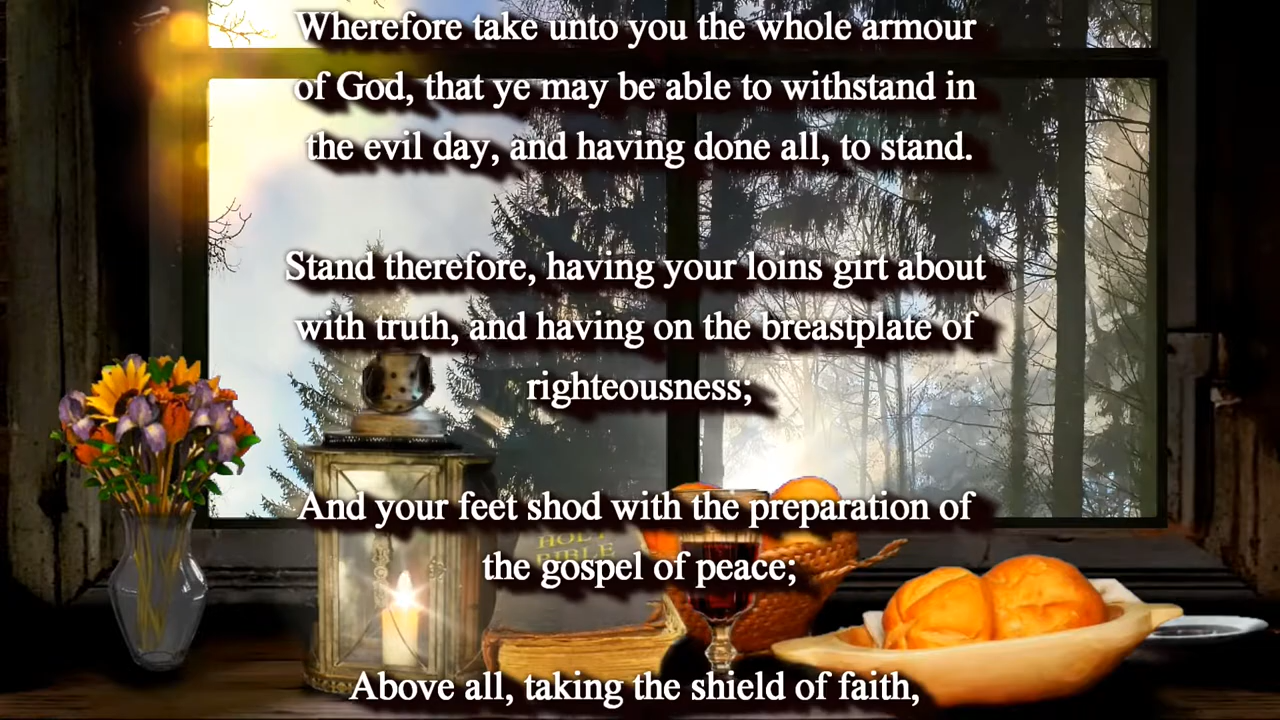 Wherefore take unto you the whole armour
of God, that ye may be able to withstand in
the evil day, and having done all, to stand.
Stand therefore, having your loins girt about
with truth, and having on the breastplate of
righteousness;
And your feet shod with the preparation of
HOLY
BIBLE
the gospel of peace;
Above all, taking the shield of faith,